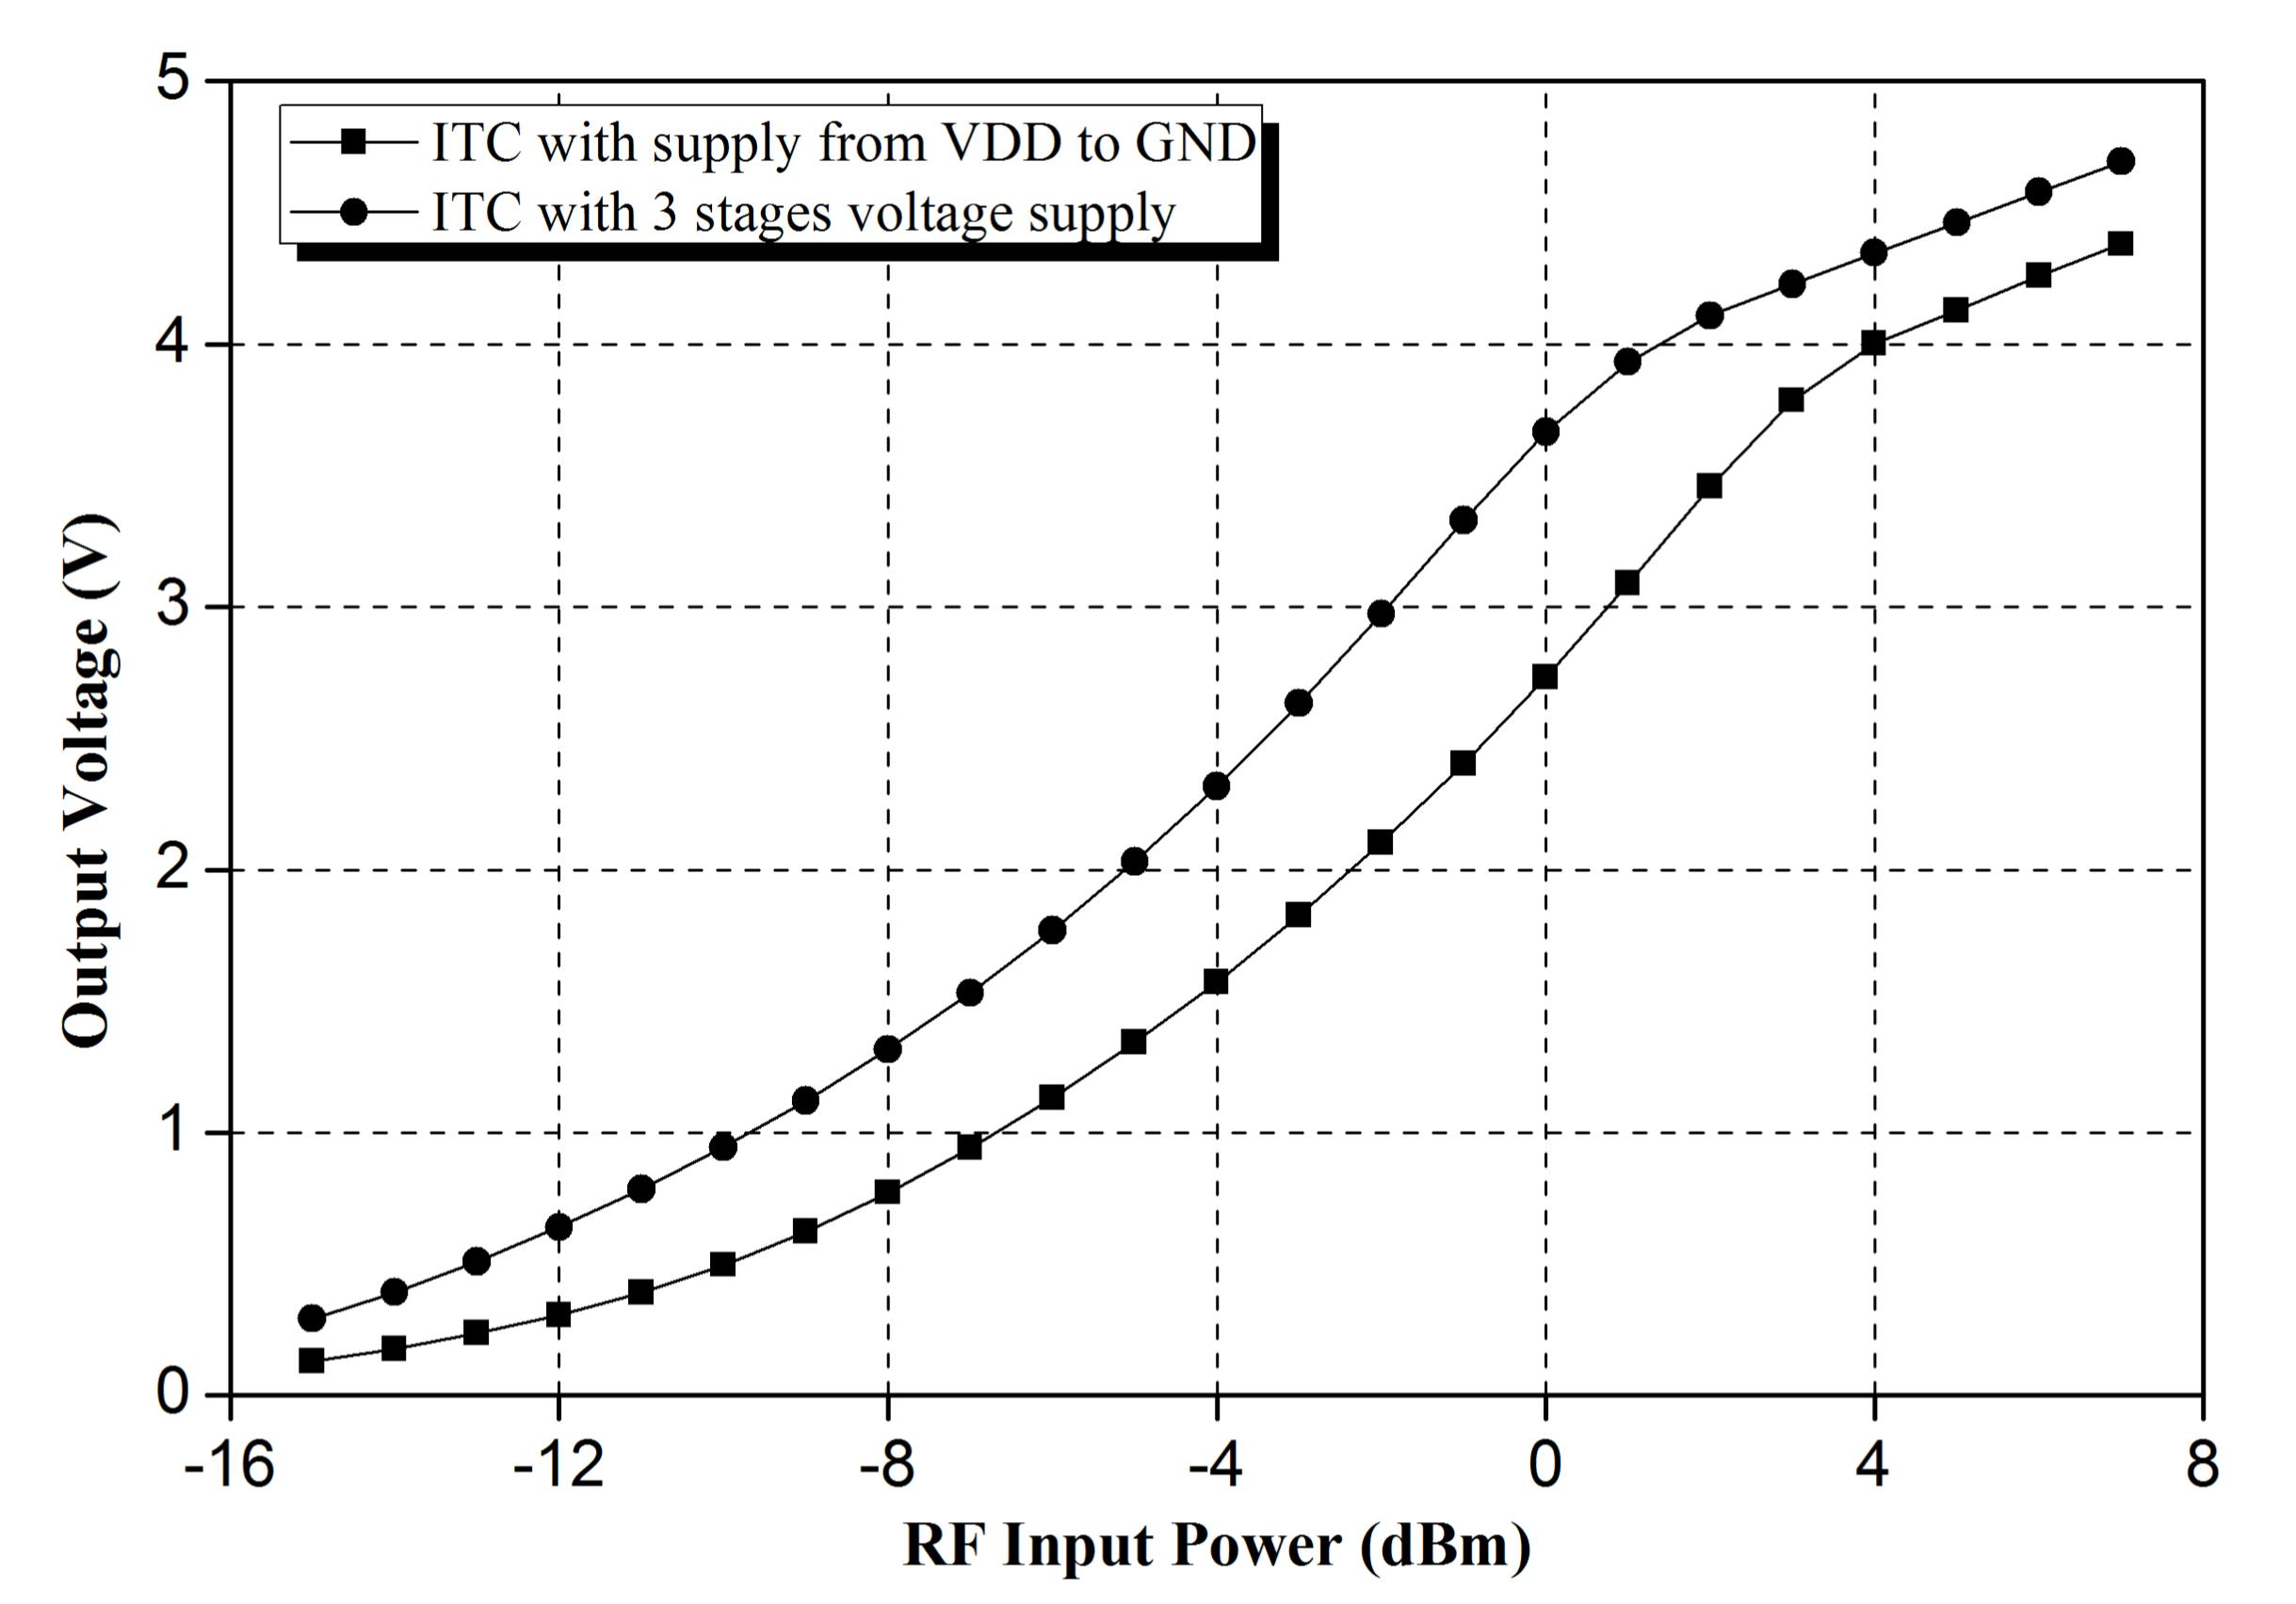 5
ITC with supply from VDD to GND
ITC with 3 stages voltage supply
4
3
2
1
0
Output Voltage (V)
-16 -12 -8 -4 0 4 8
RF Input Power (dBm)